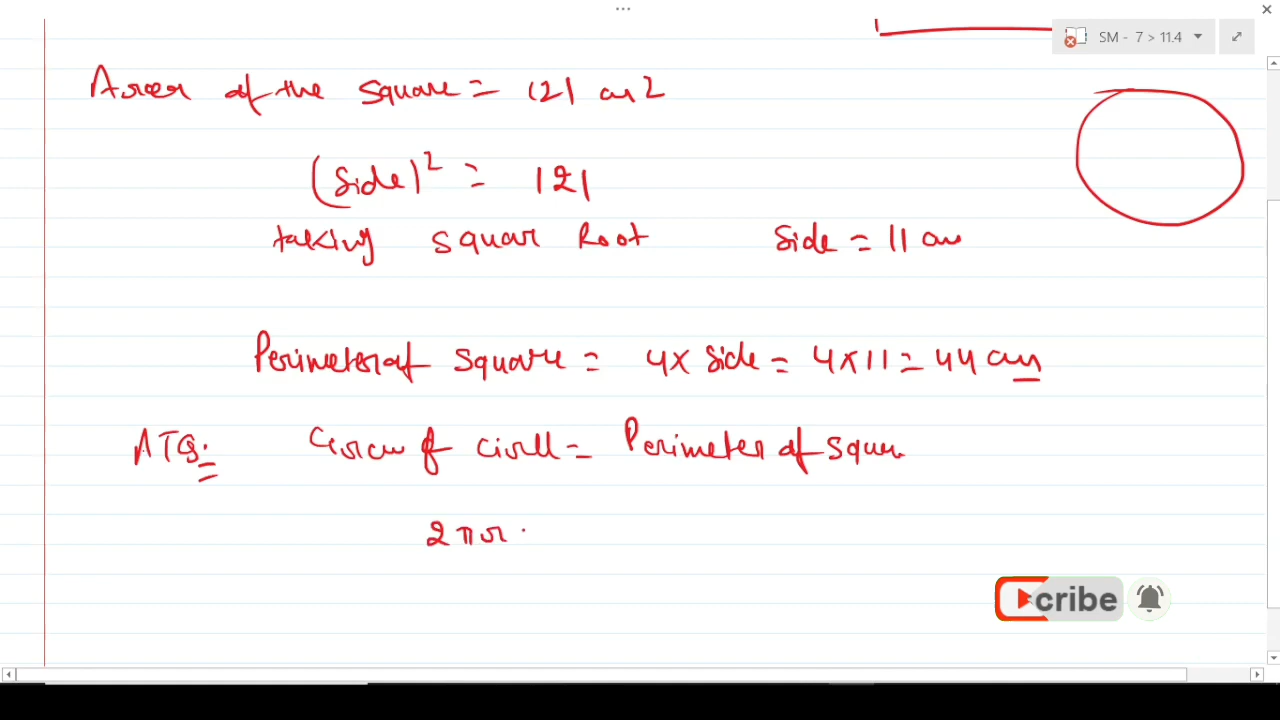 SM - 7 > 11.4
Area of the square = 121 cm2
(side)² = 121
taking squar Root side = 11 cm
Perimeter of square = 4x side = 4x11 = 44 cm
ATQ: Circum of circle = Perimeter of square
2πr
cribe